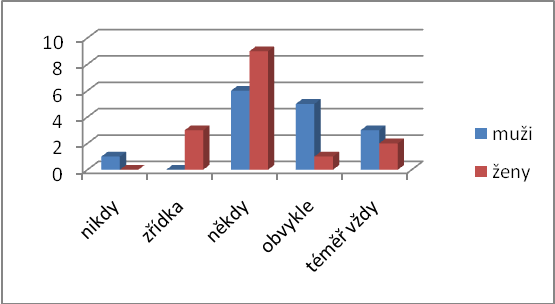 10
8
6
4
2
0
nikdy
zřídka
někdy
obvykle
téměř vždy
muži
ženy